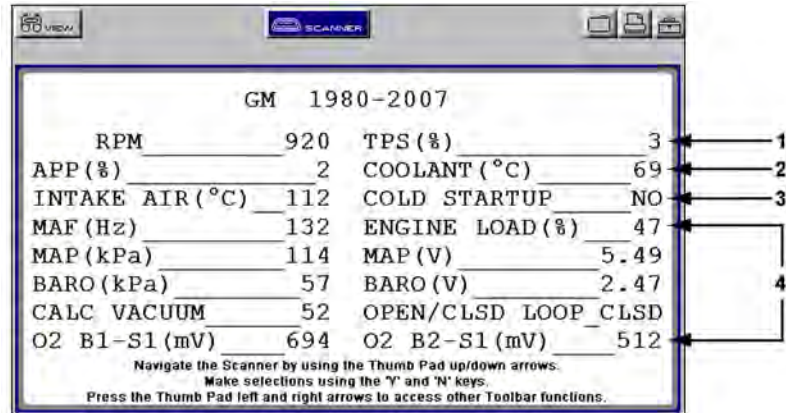 VIEW
SCANNER
GM 1980-2007
RPM 920 TPS(%) 3 1
APP(%) 2 COOLANT(°C) 69 2
INTAKE AIR(°C) 112 COLD STARTUP NO 3
MAF(Hz) 132 ENGINE LOAD(%) 47
MAP(kPa) 114 MAP(V) 5.49
BARO(kPa) 57 BARO(V) 2.47 4
CALC VACUUM 52 OPEN/CLSD LOOP CLSD
O2 B1-S1(mV) 694 O2 B2-S1(mV) 512
Navigate the Scanner by using the Thumb Pad up/down arrows.
Make selections using the 'Y' and 'N' keys.
Press the Thumb Pad left and right arrows to access other Toolbar functions.